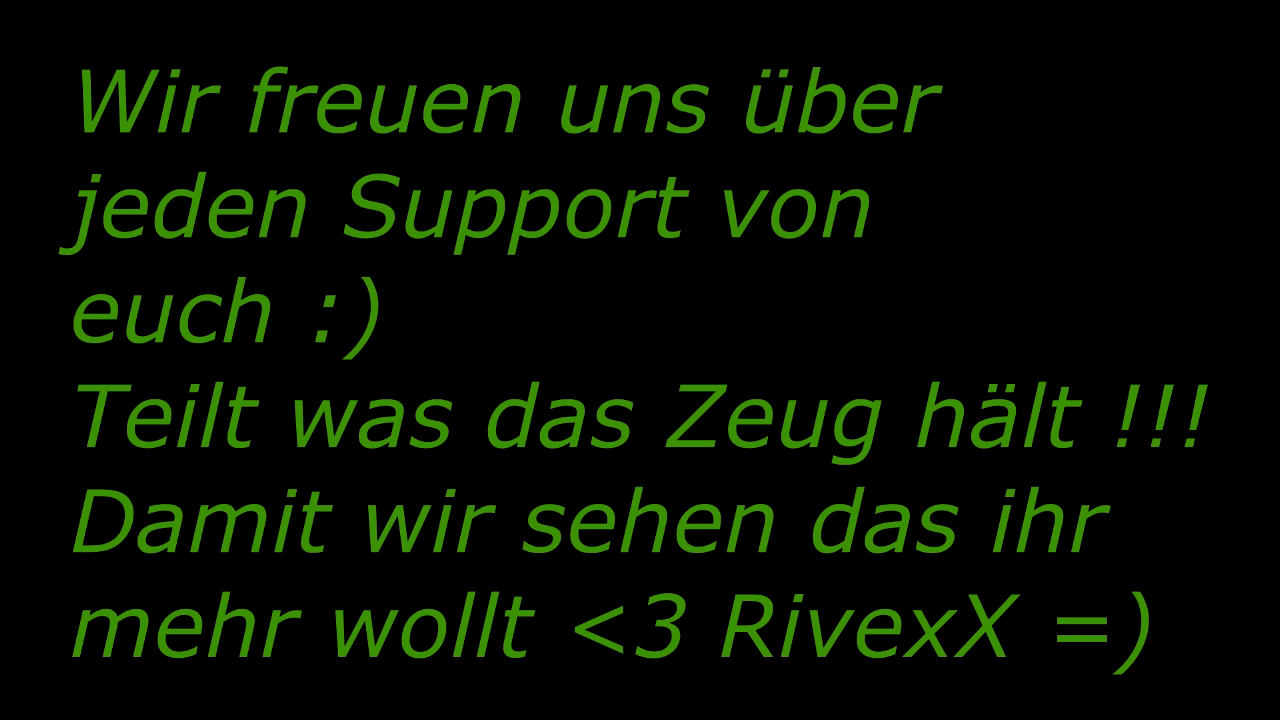 Wir freuen uns über
jeden Support von
euch :)
Teilt was das Zeug hält !!!
Damit wir sehen das ihr
mehr wollt <3 RivexX =)